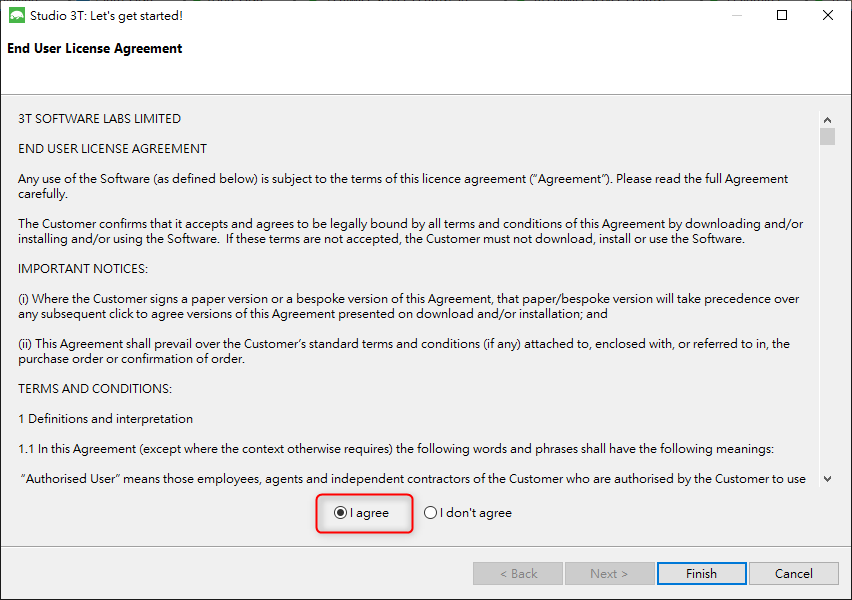 Studio 3T: Let's get started!
End User License Agreement
3T SOFTWARE LABS LIMITED
END USER LICENSE AGREEMENT
Any use of the Software (as defined below) is subject to the terms of this licence agreement (“Agreement”). Please read the full Agreement
carefully.
The Customer confirms that it accepts and agrees to be legally bound by all terms and conditions of this Agreement by downloading and/or
installing and/or using the Software.  If these terms are not accepted, the Customer must not download, install or use the Software.
IMPORTANT NOTICES:
(i) Where the Customer signs a paper version or a bespoke version of this Agreement, that paper/bespoke version will take precedence over
any subsequent click to agree versions of this Agreement presented on download and/or installation; and
(ii) This Agreement shall prevail over the Customer’s standard terms and conditions (if any) attached to, enclosed with, or referred to in, the
purchase order or confirmation of order.
TERMS AND CONDITIONS:
1 Definitions and interpretation
1.1 In this Agreement (except where the context otherwise requires) the following words and phrases shall have the following meanings:
“Authorised User” means those employees, agents and independent contractors of the Customer who are authorised by the Customer to use
I agree I don't agree
< Back Next > Finish Cancel